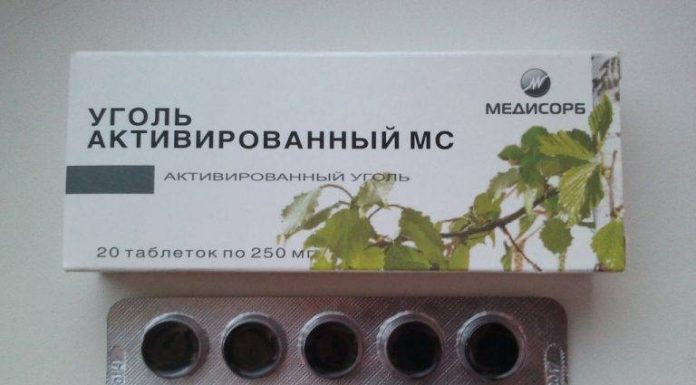 МЕДИСОРБ
УГОЛЬ
АКТИВИРОВАННЫЙ МС
АКТИВИРОВАННЫЙ УГОЛЬ
20 таблеток по 250 мг